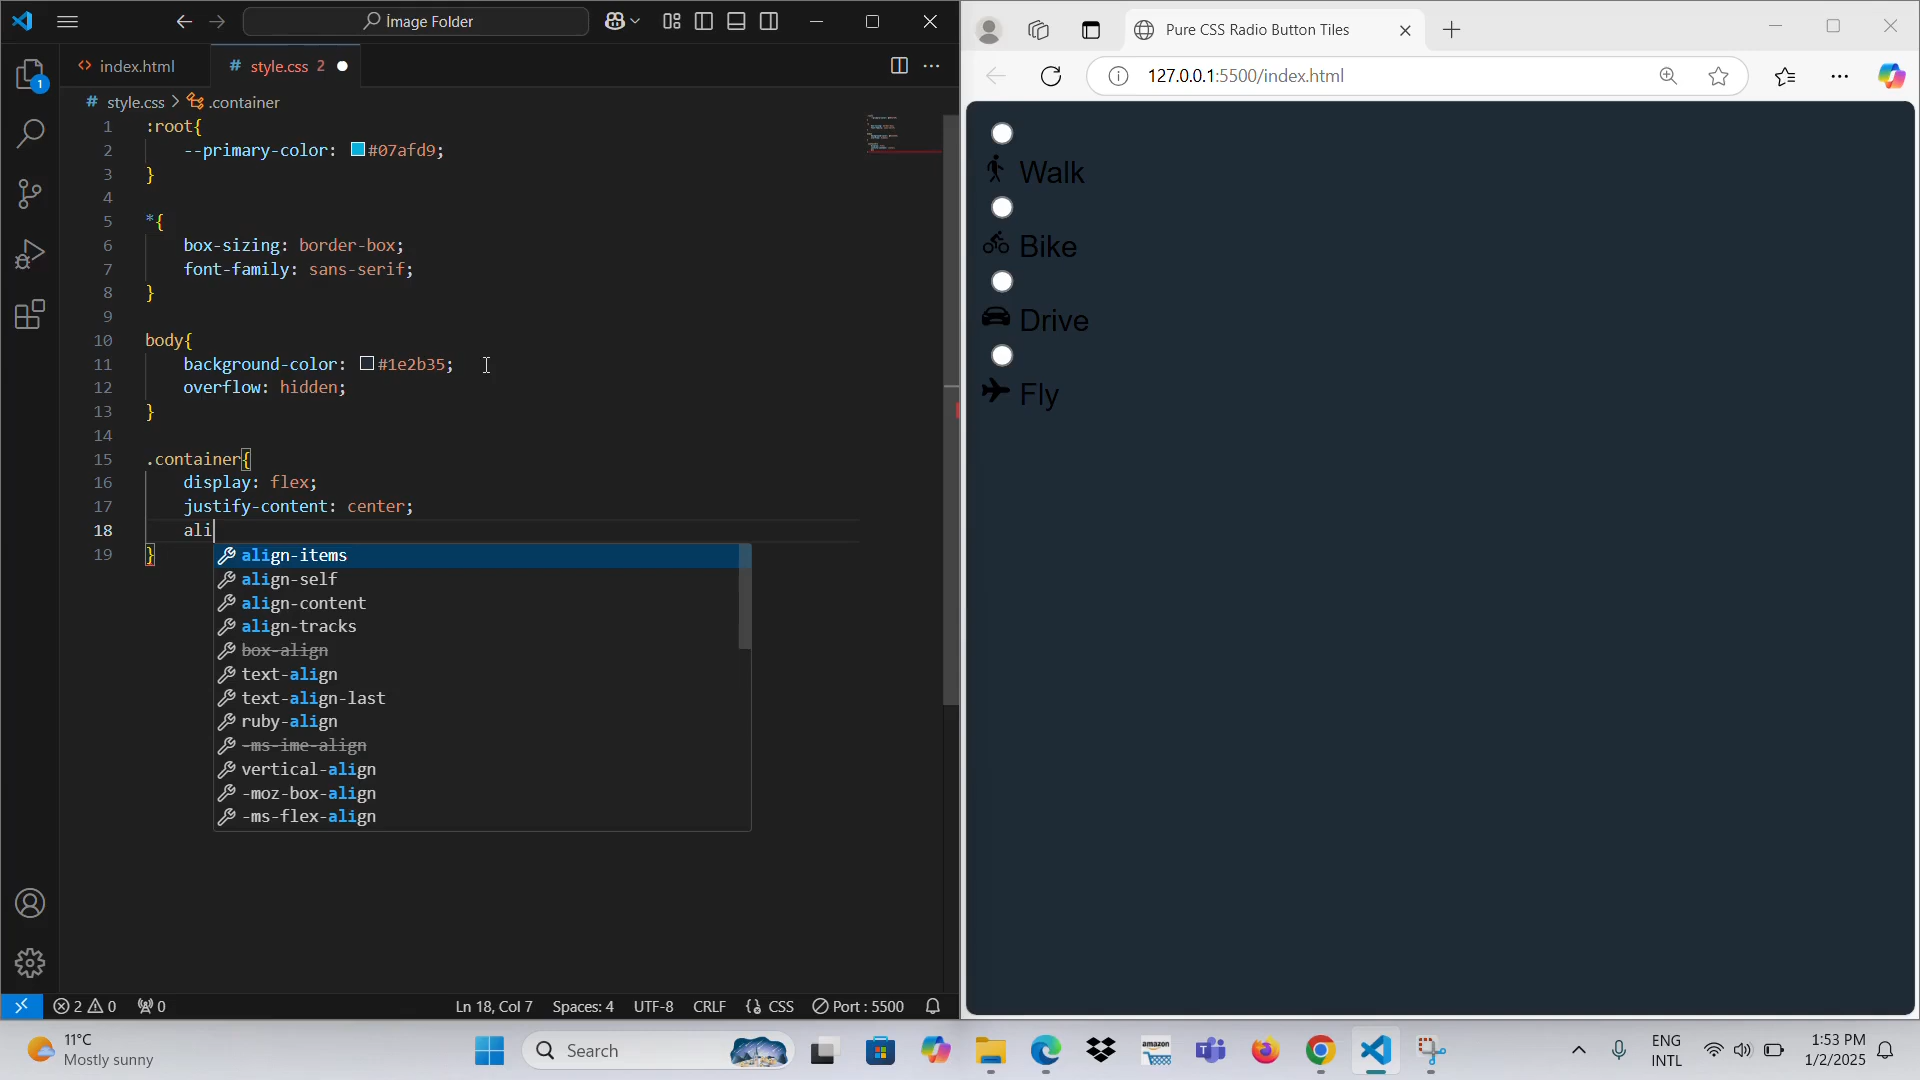 İmage Folder
index.html
style.css 2
style.css > .container
1 :root{
2 --primary-color: #07afd9;
3 }
4
5 *{
6 box-sizing: border-box;
7 font-family: sans-serif;
8 }
9
10 body{
11 background-color: #1e2b35;
12 overflow: hidden;
13 }
14
15 .container{
16 display: flex;
17 justify-content: center;
18 ali
19 }
align-items
align-self
align-content
align-tracks
box-align
text-align
text-align-last
ruby-align
-ms-ime-align
vertical-align
-moz-box-align
-ms-flex-align
1
2 0 0
Ln 18, Col 7 Spaces: 4 UTF-8 CRLF {} CSS Port : 5500
Pure CSS Radio Button Tiles
127.0.0.1:5500/index.html
Walk
Bike
Drive
Fly
11°C
Mostly sunny
Search
amazon
ENG
INTL
1:53 PM
1/2/2025